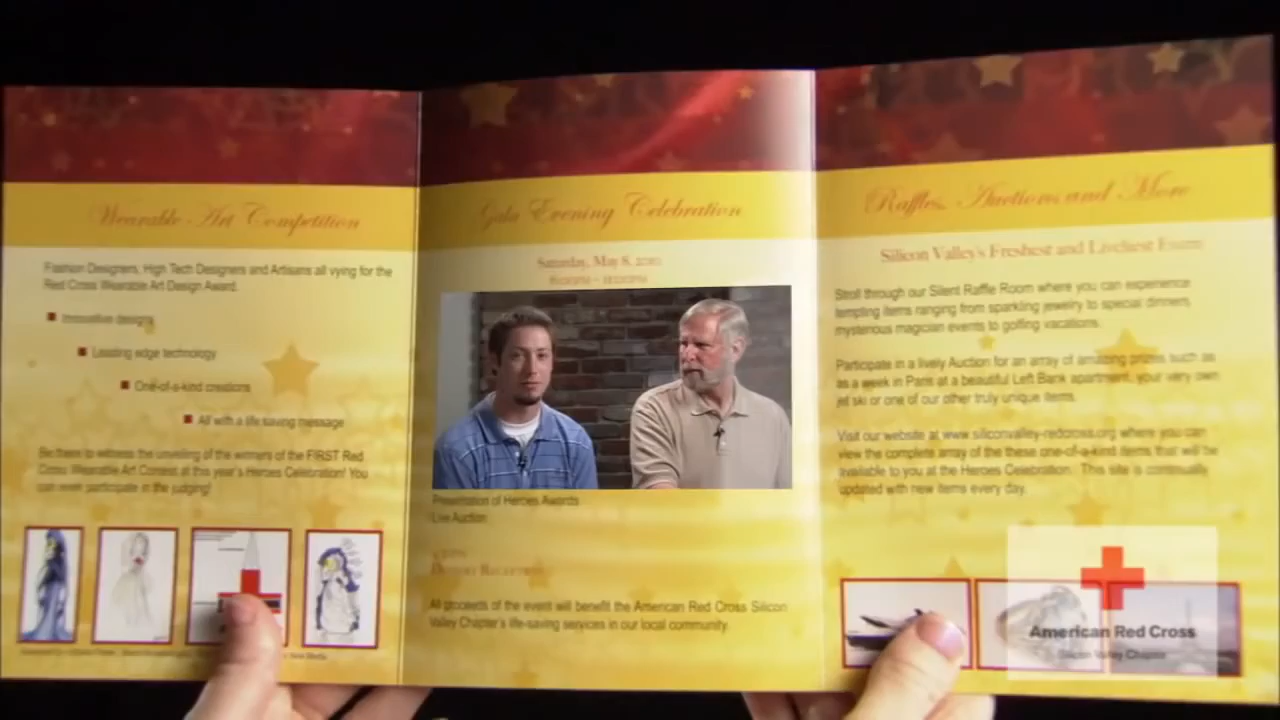 Wearable Art Competition
Fashion Designers, High Tech Designers and Artisans all vying for the
Red Cross Wearable Art Design Award.
Innovative designs
Leading edge technology
One-of-a-kind creations
All with a life saving message
Be there to witness the unveiling of the winners of the FIRST Red
Cross Wearable Art Contest at this year's Heroes Celebration! You
can even participate in the judging!
Gala Evening Celebration
Saturday, May 8,
Presentation of Heroes Awards
Live Auction
Dessert Reception
All proceeds of the event will benefit the American Red Cross Silicon
Valley Chapter's life-saving services in our local community.
Raffles, Auctions and More
Silicon Valley's Freshest and Liveliest Event
Stroll through our Silent Raffle Room where you can experience
tempting items ranging from sparkling jewelry to special dinners,
mysterious magician events to golfing vacations.
Participate in a lively Auction for an array of amazing prizes such as
as a week in Paris at a beautiful Left Bank apartment, your very own
jet ski or one of our other truly unique items.
Visit our website at www.siliconvalley-redcross.org where you can
view the complete array of the these one-of-a-kind items that will be
available to you at the Heroes Celebration. This site is continually
updated with new items every day.
American Red Cross
Silicon Valley Chapter